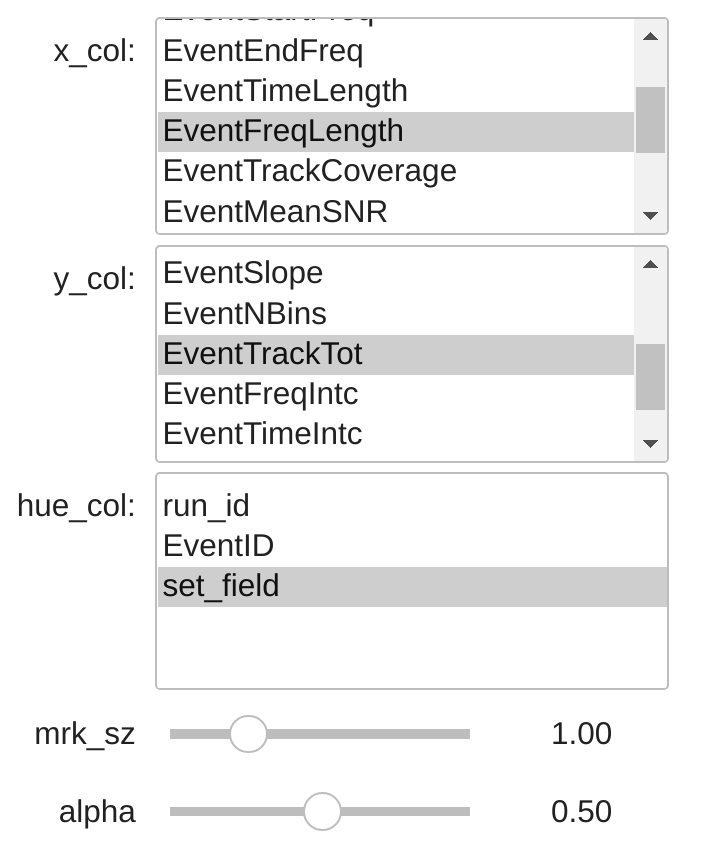 EventStartFreq
x_col:
EventEndFreq
EventTimeLength
EventFreqLength
EventTrackCoverage
EventMeanSNR
y_col:
EventSlope
EventNBins
EventTrackTot
EventFreqIntc
EventTimeIntc
hue_col:
run_id
EventID
set_field
mrk_sz 1.00
alpha 0.50